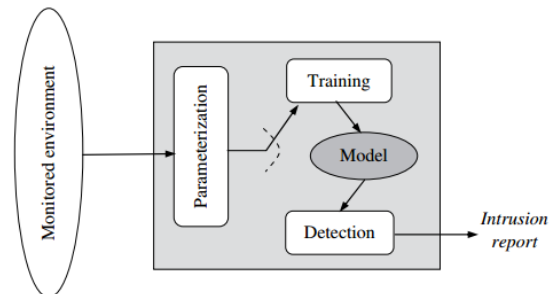 Monitored environment
Parameterization
Training
Model
Detection
Intrusion
report